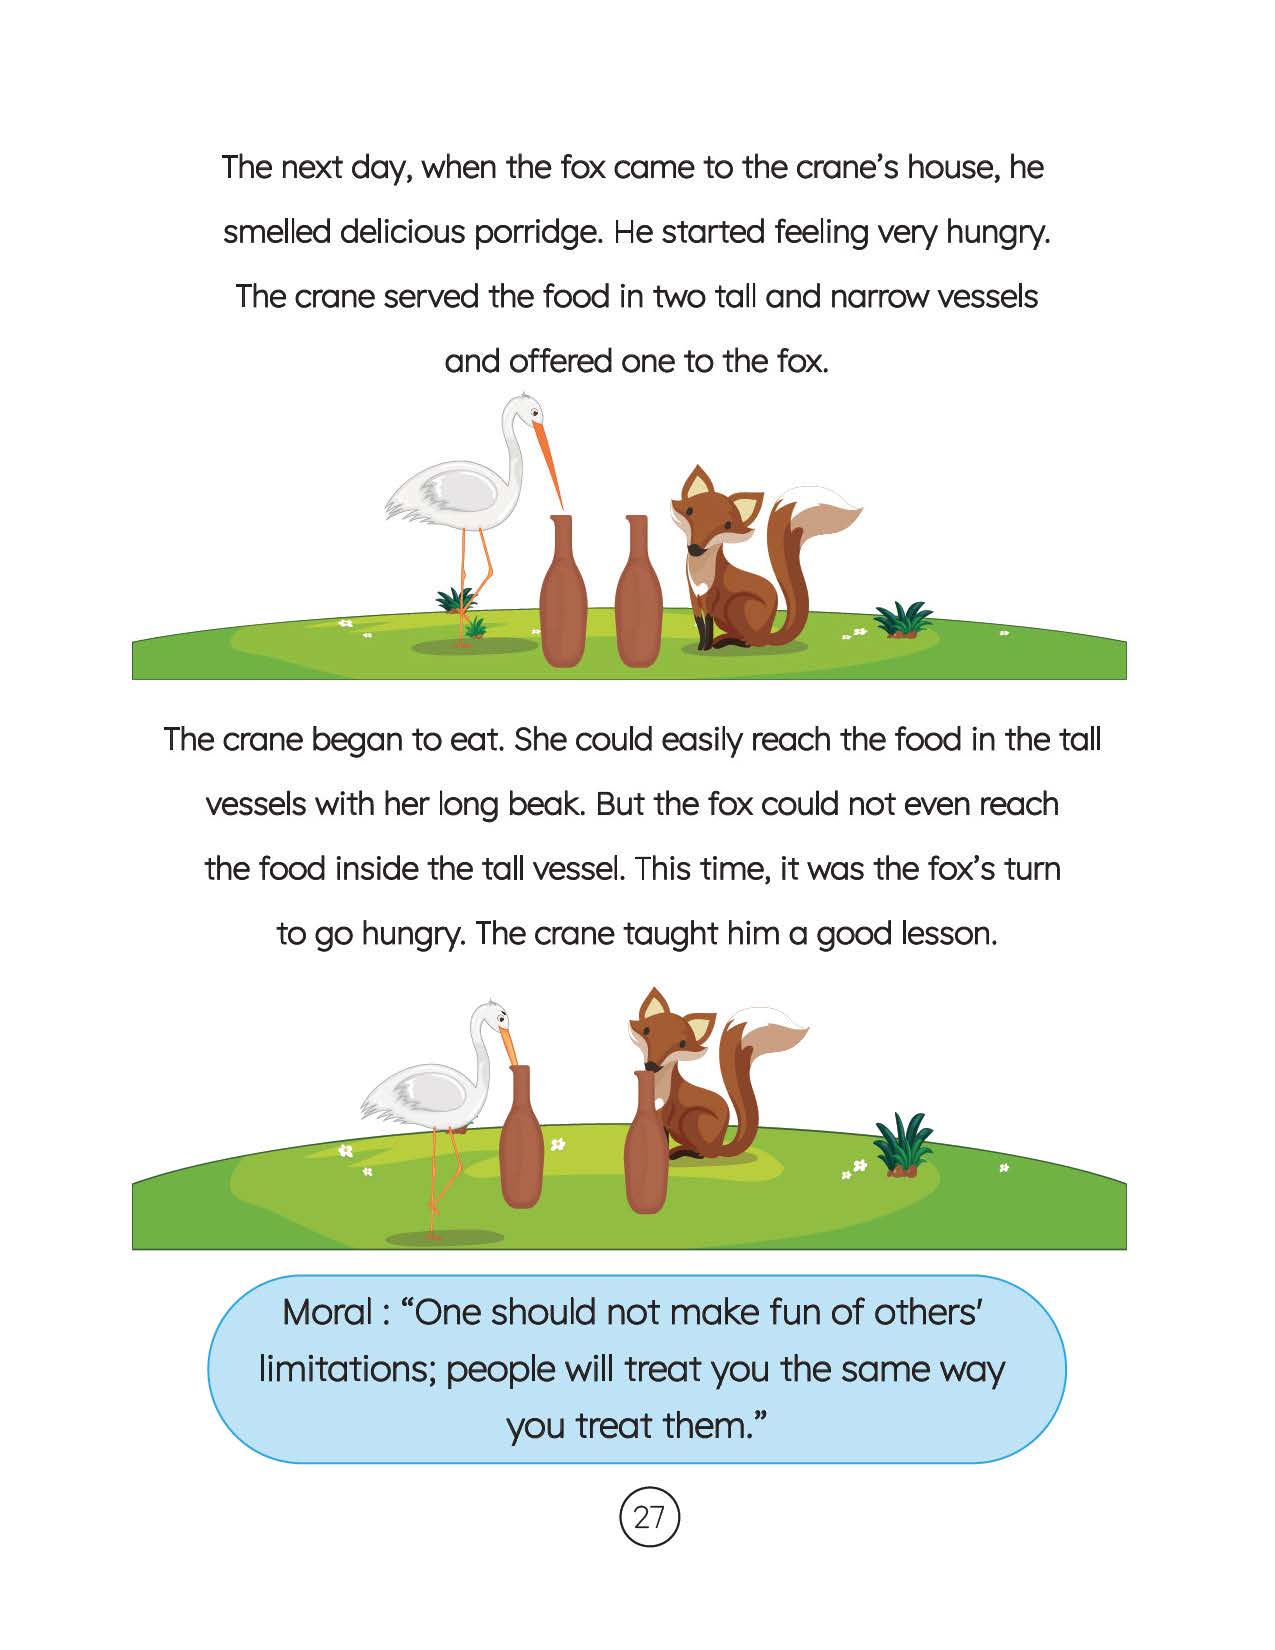 The next day, when the fox came to the crane’s house, he
smelled delicious porridge. He started feeling very hungry.
The crane served the food in two tall and narrow vessels
and offered one to the fox.
The crane began to eat. She could easily reach the food in the tall
vessels with her long beak. But the fox could not even reach
the food inside the tall vessel. This time, it was the fox’s turn
to go hungry. The crane taught him a good lesson.
Moral : “One should not make fun of others'
limitations; people will treat you the same way
you treat them.”
27